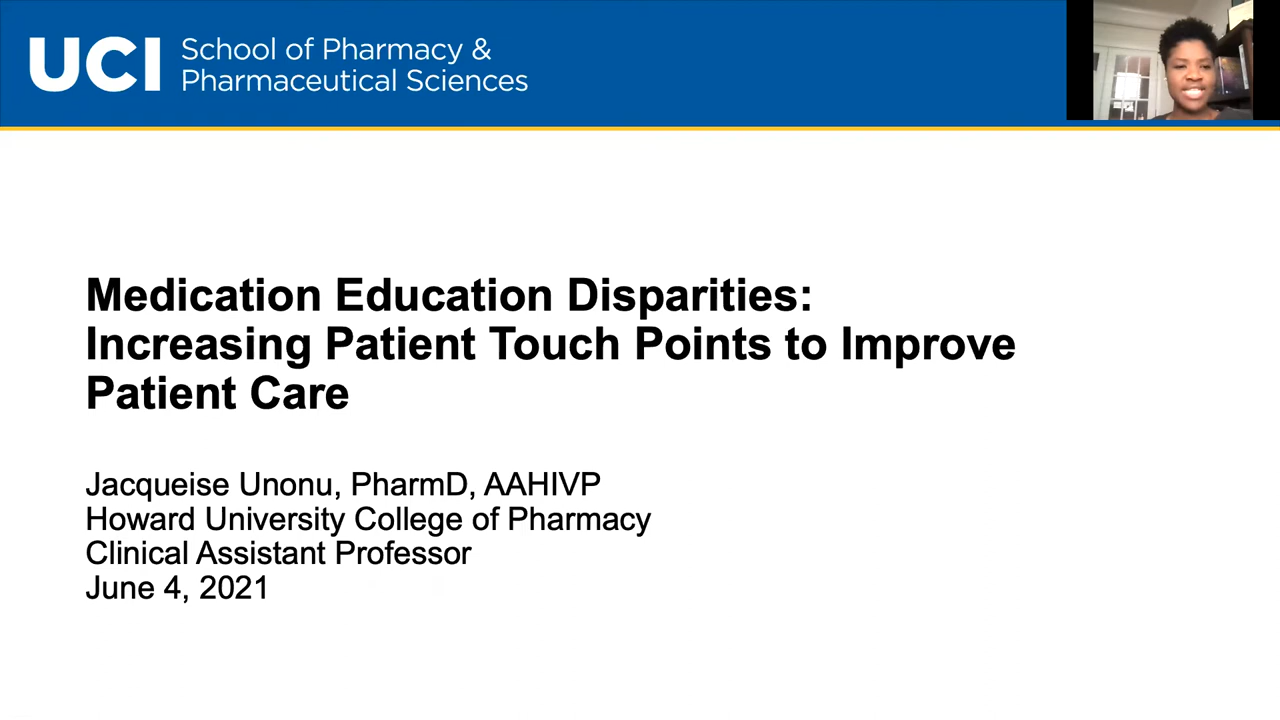 UCI School of Pharmacy &
Pharmaceutical Sciences
Medication Education Disparities:
Increasing Patient Touch Points to Improve
Patient Care
Jacqueise Unonu, PharmD, AAHIVP
Howard University College of Pharmacy
Clinical Assistant Professor
June 4, 2021